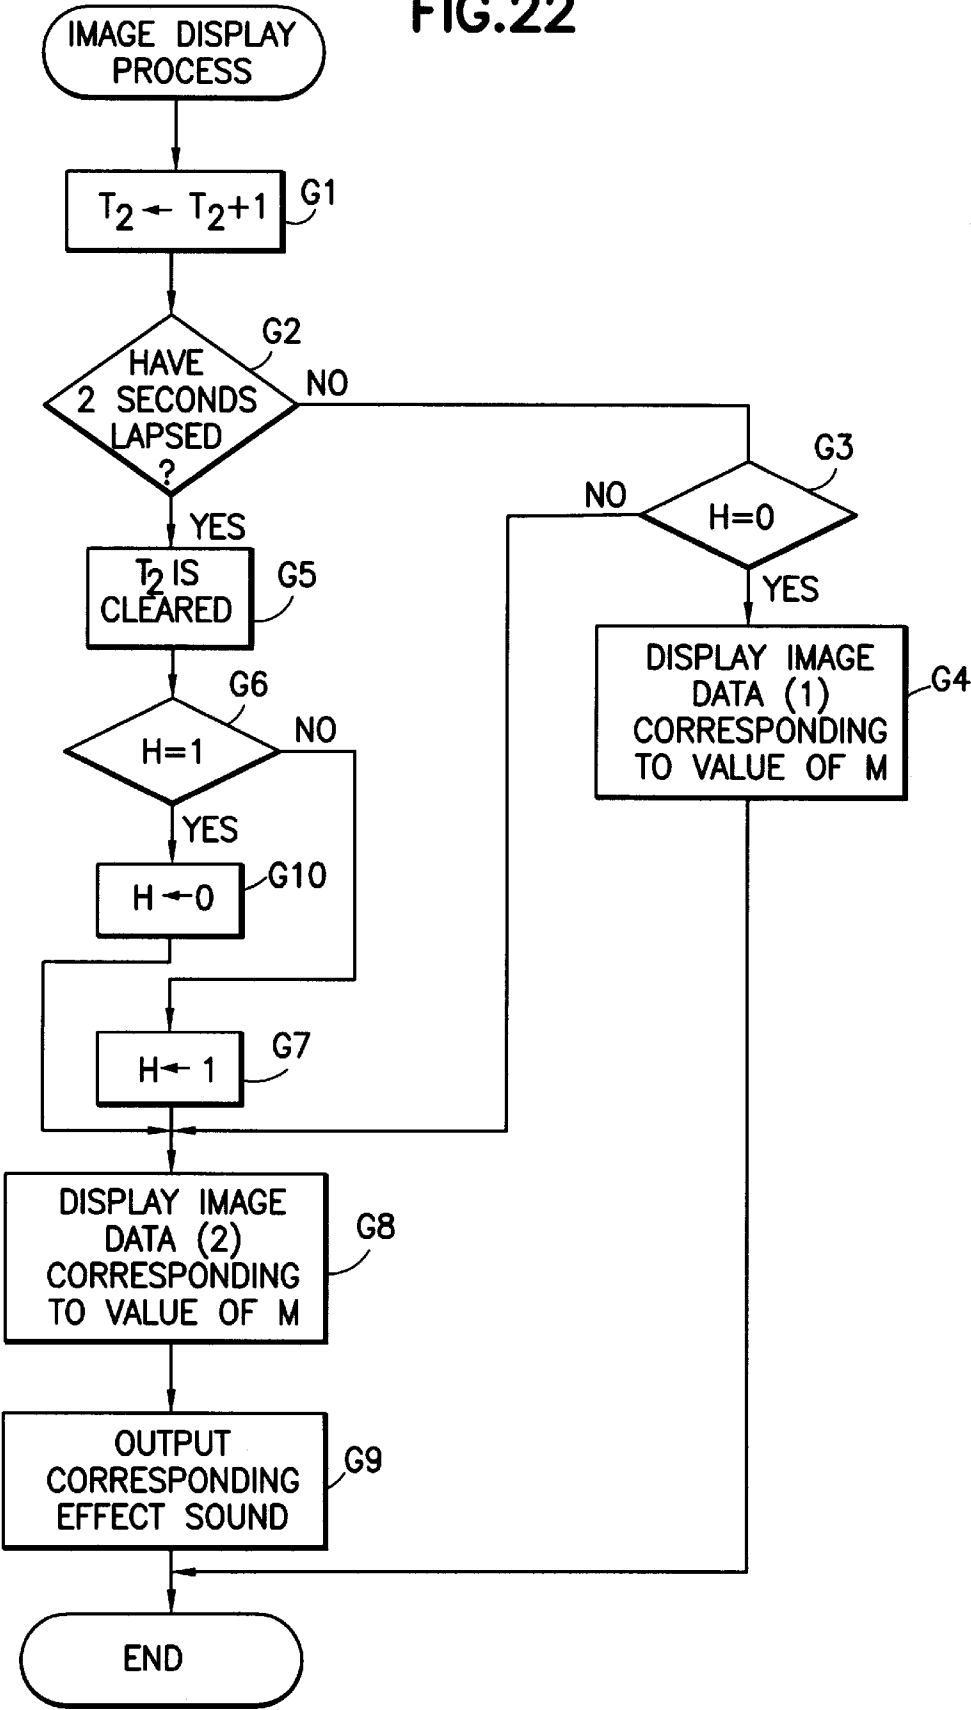 FIG.22
IMAGE DISPLAY
PROCESS
T2 ← T2+1
G1
G2
HAVE
2 SECONDS
LAPSED
?
NO
YES
G3
H=0
NO
YES
T2 IS
CLEARED
G5
DISPLAY IMAGE
DATA (1)
CORRESPONDING
TO VALUE OF M
G4
G6
H=1
NO
YES
H ←0
G10
H← 1
G7
DISPLAY IMAGE
DATA (2)
CORRESPONDING
TO VALUE OF M
G8
OUTPUT
CORRESPONDING
EFFECT SOUND
G9
END